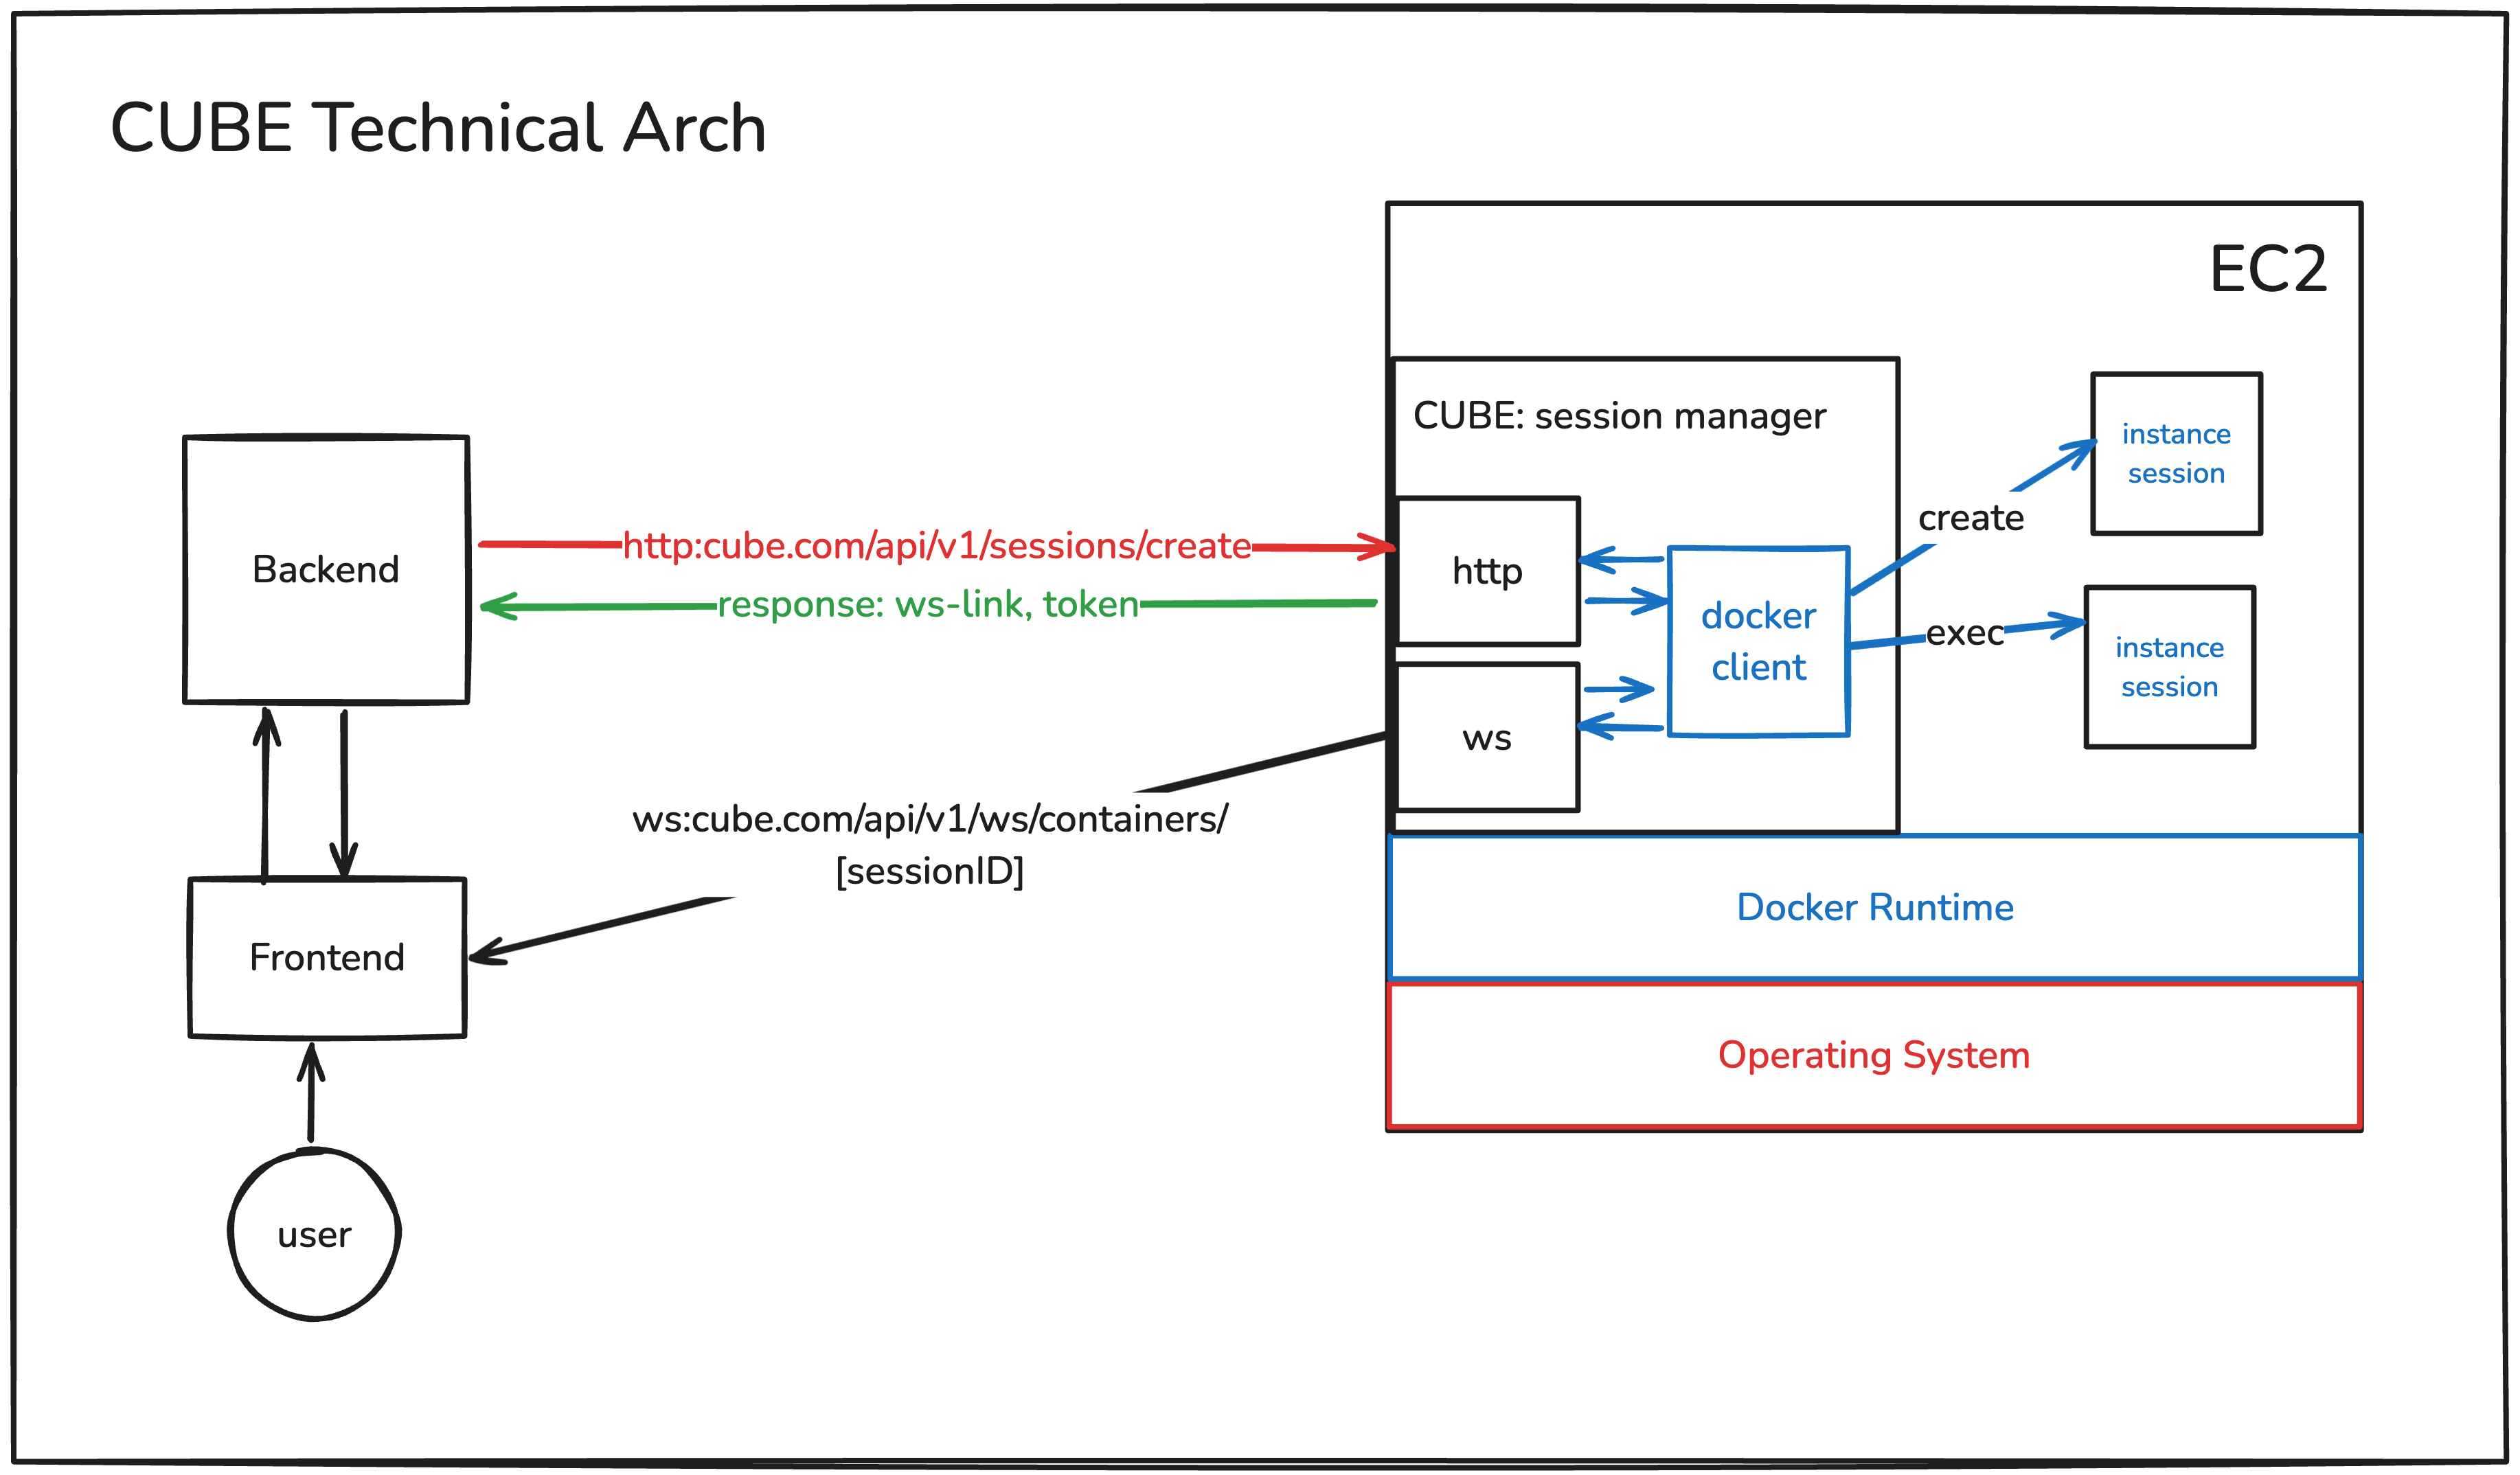 CUBE Technical Arch
EC2
CUBE: session manager
instance
session
create
http:cube.com/api/v1/sessions/create
http
Backend
response: ws-link, token
docker
client
exec
instance
session
ws
ws:cube.com/api/v1/ws/containers/
[sessionID]
Docker Runtime
Frontend
Operating System
user